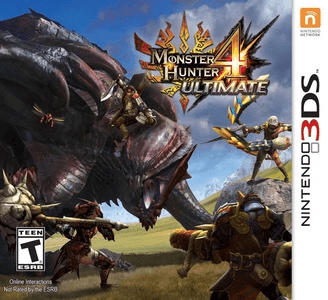 NINTENDO
NETWORK
MONSTER
HUNTER
4
ULTIMATE
NINTENDO 3DS
TEEN
T
ESRB
Online Interactions
Not Rated by the ESRB